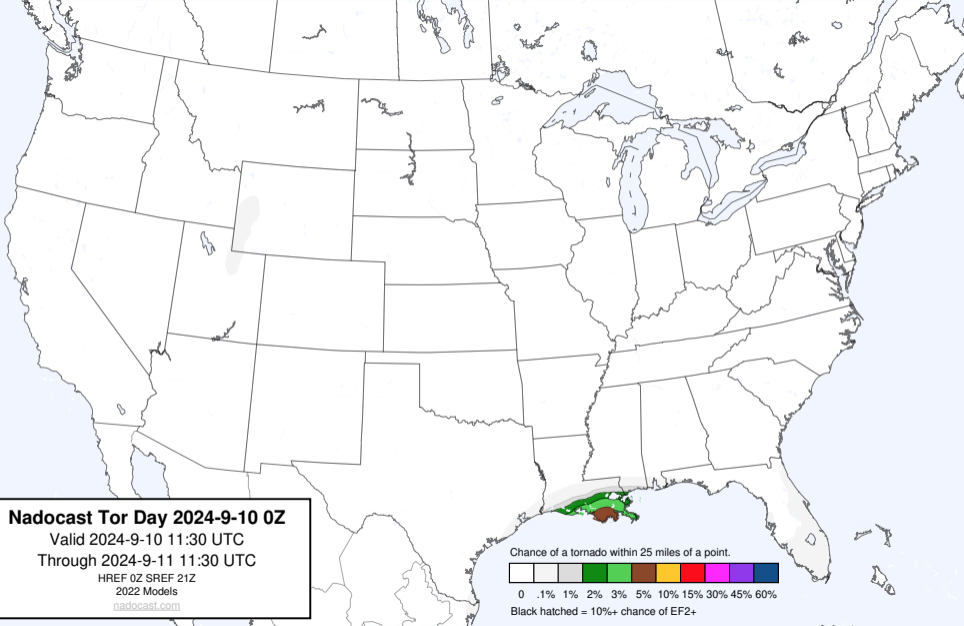 Nadocast Tor Day 2024-9-10 0Z
Valid 2024-9-10 11:30 UTC
Through 2024-9-11 11:30 UTC
HREF 0Z SREF 21Z
2022 Models
nadocast.com
Chance of a tornado within 25 miles of a point.
0 .1% 1% 2% 3% 5% 10% 15% 30% 45% 60%
Black hatched = 10%+ chance of EF2+